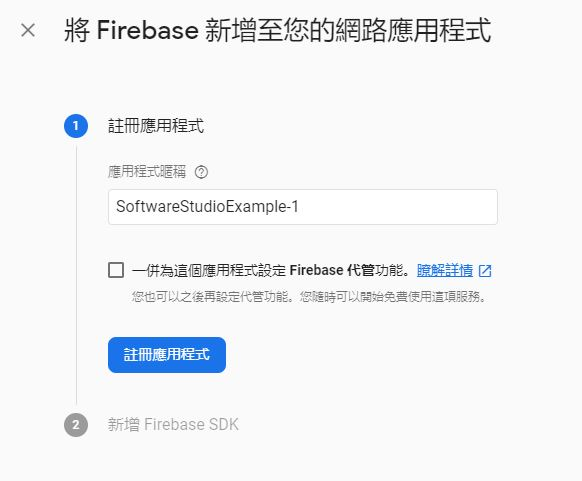 將 Firebase 新增至您的網路應用程式
1 註冊應用程式
應用程式暱稱
SoftwareStudioExample-1
一併為這個應用程式設定 Firebase 代管功能。瞭解詳情
您也可以之後再設定代管功能。您隨時可以開始免費使用這項服務。
註冊應用程式
2 新增 Firebase SDK